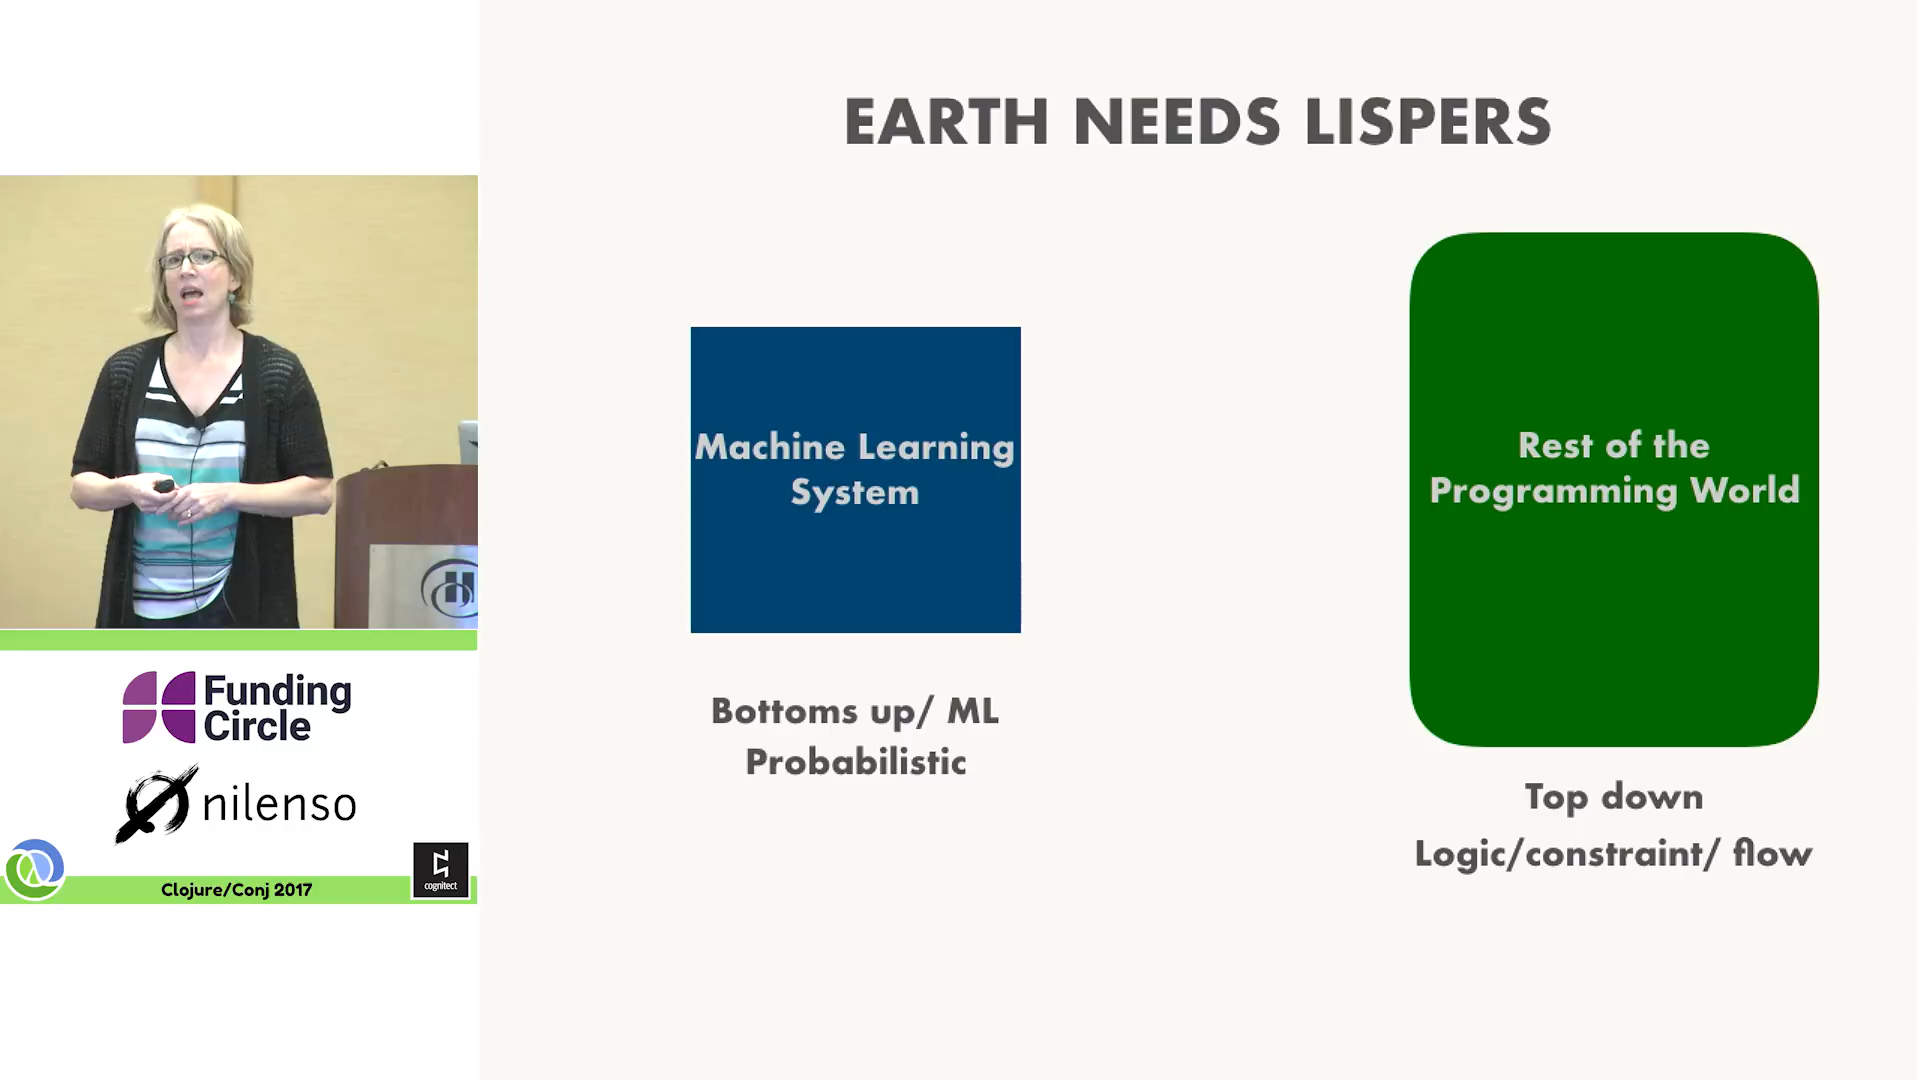 EARTH NEEDS LISPERS
Machine Learning
System
Bottoms up/ ML
Probabilistic
Rest of the
Programming World
Top down
Logic/constraint/ flow
Funding
Circle
nilenso
cognitect
Clojure/Conj 2017